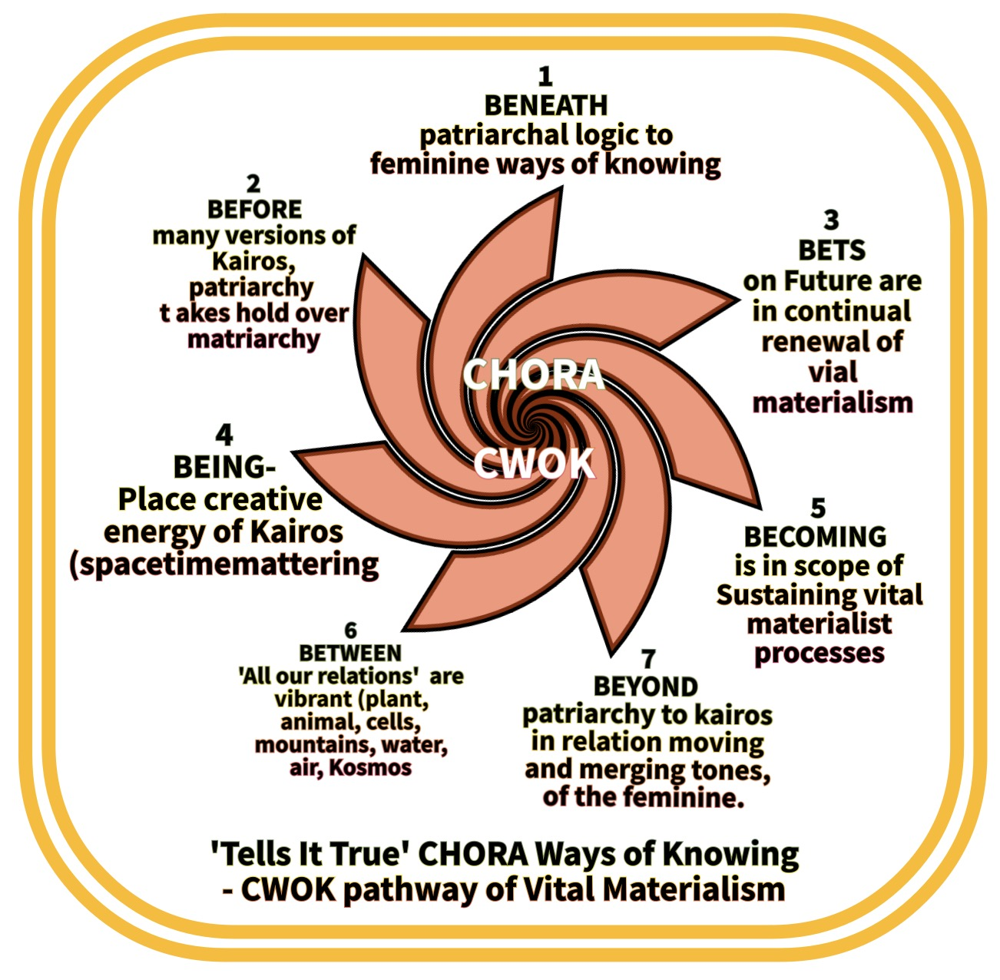 1
BENEATH
patriarchal logic to
feminine ways of knowing
2
BEFORE
many versions of
Kairos,
patriarchy
t akes hold over
matriarchy
3
BETS
on Future are
in continual
renewal of
vial
materialism
CHORA
CWOK
4
BEING-
Place creative
energy of Kairos
(spacetimemattering
5
BECOMING
is in scope of
Sustaining vital
materialist
processes
6
BETWEEN
'All our relations'  are
vibrant (plant,
animal, cells,
mountains, water,
air, Kosmos
7
BEYOND
patriarchy to kairos
in relation moving
and merging tones,
of the feminine.
'Tells It True' CHORA Ways of Knowing
- CWOK pathway of Vital Materialism